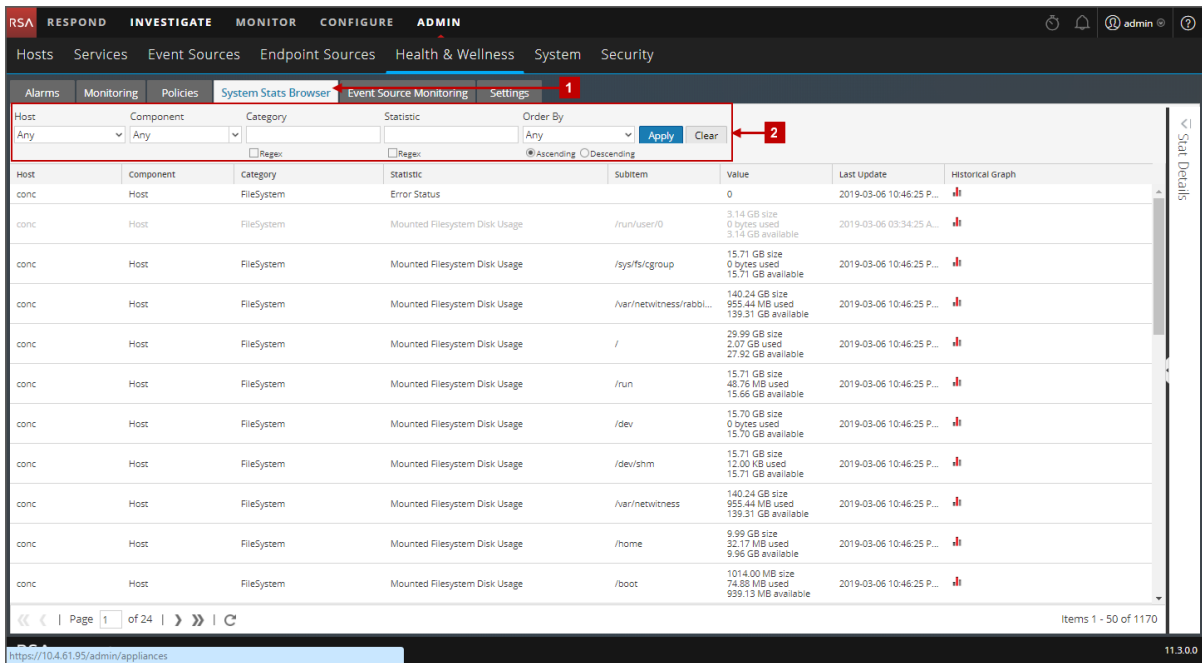 RSA RESPOND INVESTIGATE MONITOR CONFIGURE ADMIN admin
Hosts Services Event Sources Endpoint Sources Health & Wellness System Security
Alarms Monitoring Policies System Stats Browser Event Source Monitoring Settings 1
Host Component Category Statistic Order By
Any Any Any Apply Clear 2
Regex Regex Ascending Descending
Stat Details
Host Component Category Statistic Subitem Value Last Update Historical Graph
conc Host FileSystem Error Status 0 2019-03-06 10:46:25 P...
3.14 GB size
conc Host FileSystem Mounted Filesystem Disk Usage /run/user/0 0 bytes used 2019-03-06 03:34:25 A...
3.14 GB available
15.71 GB size
conc Host FileSystem Mounted Filesystem Disk Usage /sys/fs/cgroup 0 bytes used 2019-03-06 10:46:25 P...
15.71 GB available
140.24 GB size
conc Host FileSystem Mounted Filesystem Disk Usage /var/netwitness/rabbi... 955.44 MB used 2019-03-06 10:46:25 P...
139.31 GB available
29.99 GB size
conc Host FileSystem Mounted Filesystem Disk Usage / 2.07 GB used 2019-03-06 10:46:25 P...
27.92 GB available
15.71 GB size
conc Host FileSystem Mounted Filesystem Disk Usage /run 48.76 MB used 2019-03-06 10:46:25 P...
15.66 GB available
15.70 GB size
conc Host FileSystem Mounted Filesystem Disk Usage /dev 0 bytes used 2019-03-06 10:46:25 P...
15.70 GB available
15.71 GB size
conc Host FileSystem Mounted Filesystem Disk Usage /dev/shm 12.00 KB used 2019-03-06 10:46:25 P...
15.71 GB available
140.24 GB size
conc Host FileSystem Mounted Filesystem Disk Usage /var/netwitness 955.44 MB used 2019-03-06 10:46:25 P...
139.31 GB available
9.99 GB size
conc Host FileSystem Mounted Filesystem Disk Usage /home 32.17 MB used 2019-03-06 10:46:25 P...
9.96 GB available
1014.00 MB size
conc Host FileSystem Mounted Filesystem Disk Usage /boot 74.88 MB used 2019-03-06 10:46:25 P...
939.13 MB available
Page 1 of 24 Items 1 - 50 of 1170
11.3.0.0
https://10.4.61.95/admin/appliances